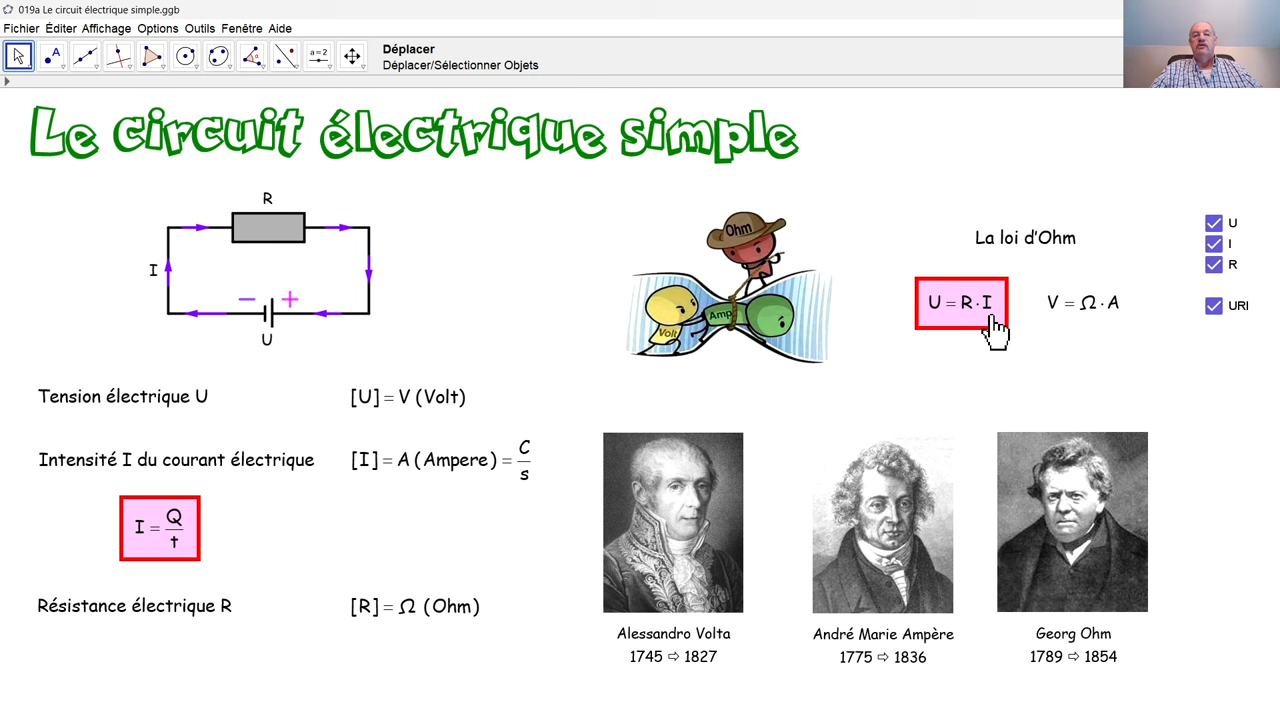 019a Le circuit électrique simple.ggb
Fichier Éditer Affichage Options Outils Fenêtre Aide
A
a=2
Déplacer
Déplacer/Sélectionner Objets
Le circuit électrique simple
R
I
− +
U
Ohm
Volt
Amp
La loi d'Ohm
U = R · I
V = Ω · A
U
I
R
URI
Tension électrique U
[U] = V (Volt)
Intensité I du courant électrique
[I] = A (Ampere) = C/s
I = Q/t
Résistance électrique R
[R] = Ω (Ohm)
Alessandro Volta
1745 ⇨ 1827
André Marie Ampère
1775 ⇨ 1836
Georg Ohm
1789 ⇨ 1854